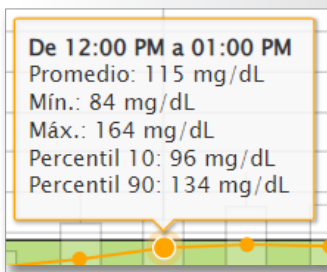 De 12:00 PM a 01:00 PM
Promedio: 115 mg/dL
Mín.: 84 mg/dL
Máx.: 164 mg/dL
Percentil 10: 96 mg/dL
Percentil 90: 134 mg/dL